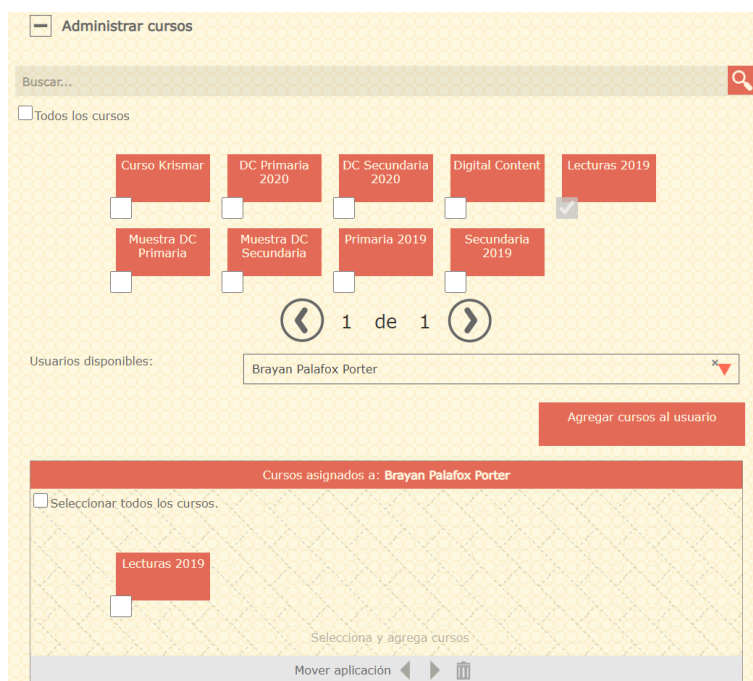 Administrar cursos
Buscar...
Todos los cursos
Curso Krismar
DC Primaria
2020
DC Secundaria
2020
Digital Content
Lecturas 2019
Muestra DC
Primaria
Muestra DC
Secundaria
Primaria 2019
Secundaria
2019
1 de 1
Usuarios disponibles:
Brayan Palafox Porter
×
Agregar cursos al usuario
Cursos asignados a: Brayan Palafox Porter
Seleccionar todos los cursos.
Lecturas 2019
Selecciona y agrega cursos
Mover aplicación